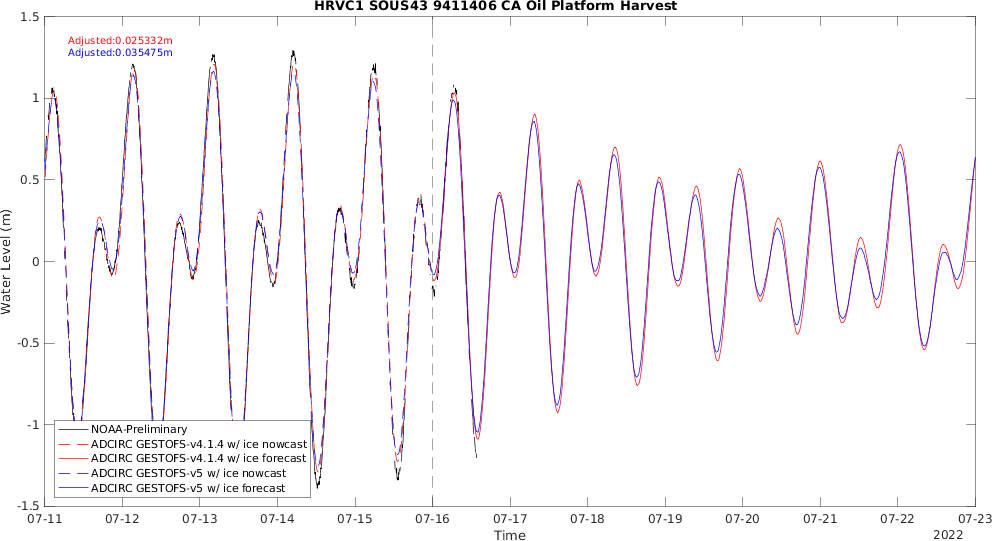 HRVC1 SOUS43 9411406 CA Oil Platform Harvest
Adjusted:0.025332m
Adjusted:0.035475m
Water Level (m)
1.5
1
0.5
0
-0.5
-1
-1.5
NOAA-Preliminary
ADCIRC GESTOFS-v4.1.4 w/ ice nowcast
ADCIRC GESTOFS-v4.1.4 w/ ice forecast
ADCIRC GESTOFS-v5 w/ ice nowcast
ADCIRC GESTOFS-v5 w/ ice forecast
07-11 07-12 07-13 07-14 07-15 07-16 07-17 07-18 07-19 07-20 07-21 07-22 07-23
Time
2022